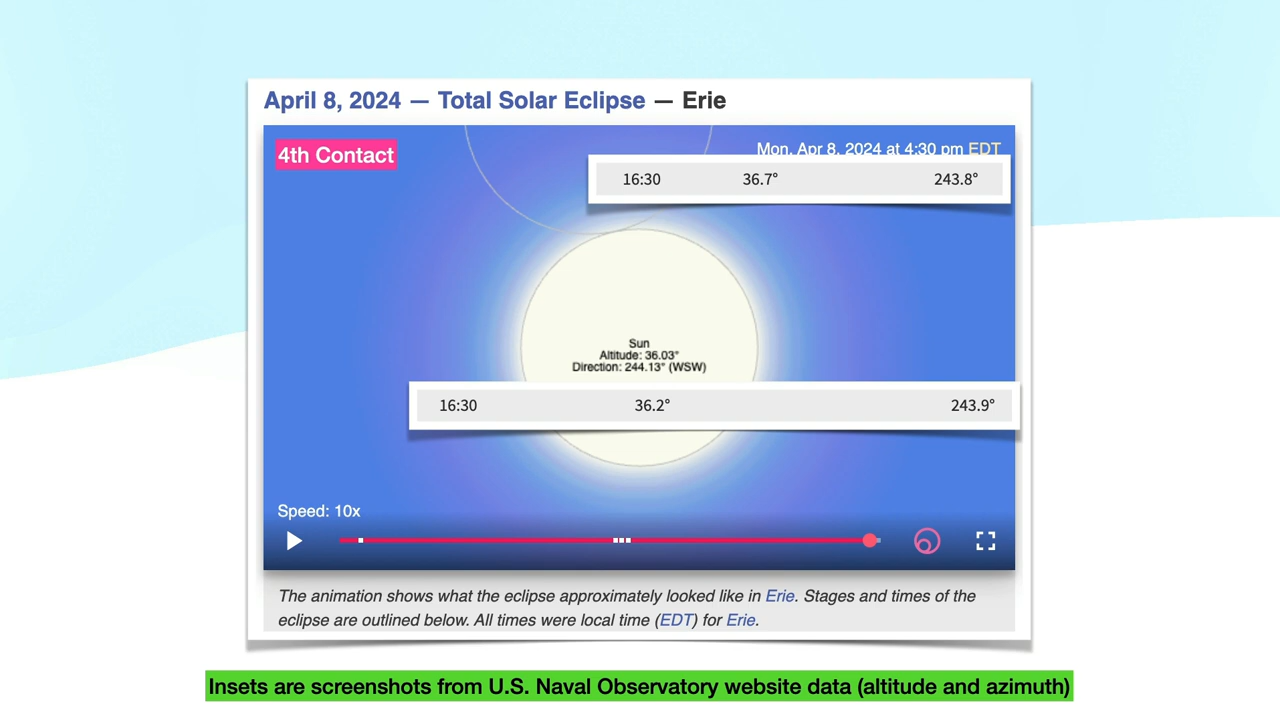 April 8, 2024 — Total Solar Eclipse — Erie
4th Contact
Mon, Apr 8, 2024 at 4:30 pm EDT
16:30 36.7° 243.8°
Sun
Altitude: 36.03°
Direction: 244.13° (WSW)
16:30 36.2° 243.9°
Speed: 10x
The animation shows what the eclipse approximately looked like in Erie. Stages and times of the
eclipse are outlined below. All times were local time (EDT) for Erie.
Insets are screenshots from U.S. Naval Observatory website data (altitude and azimuth)